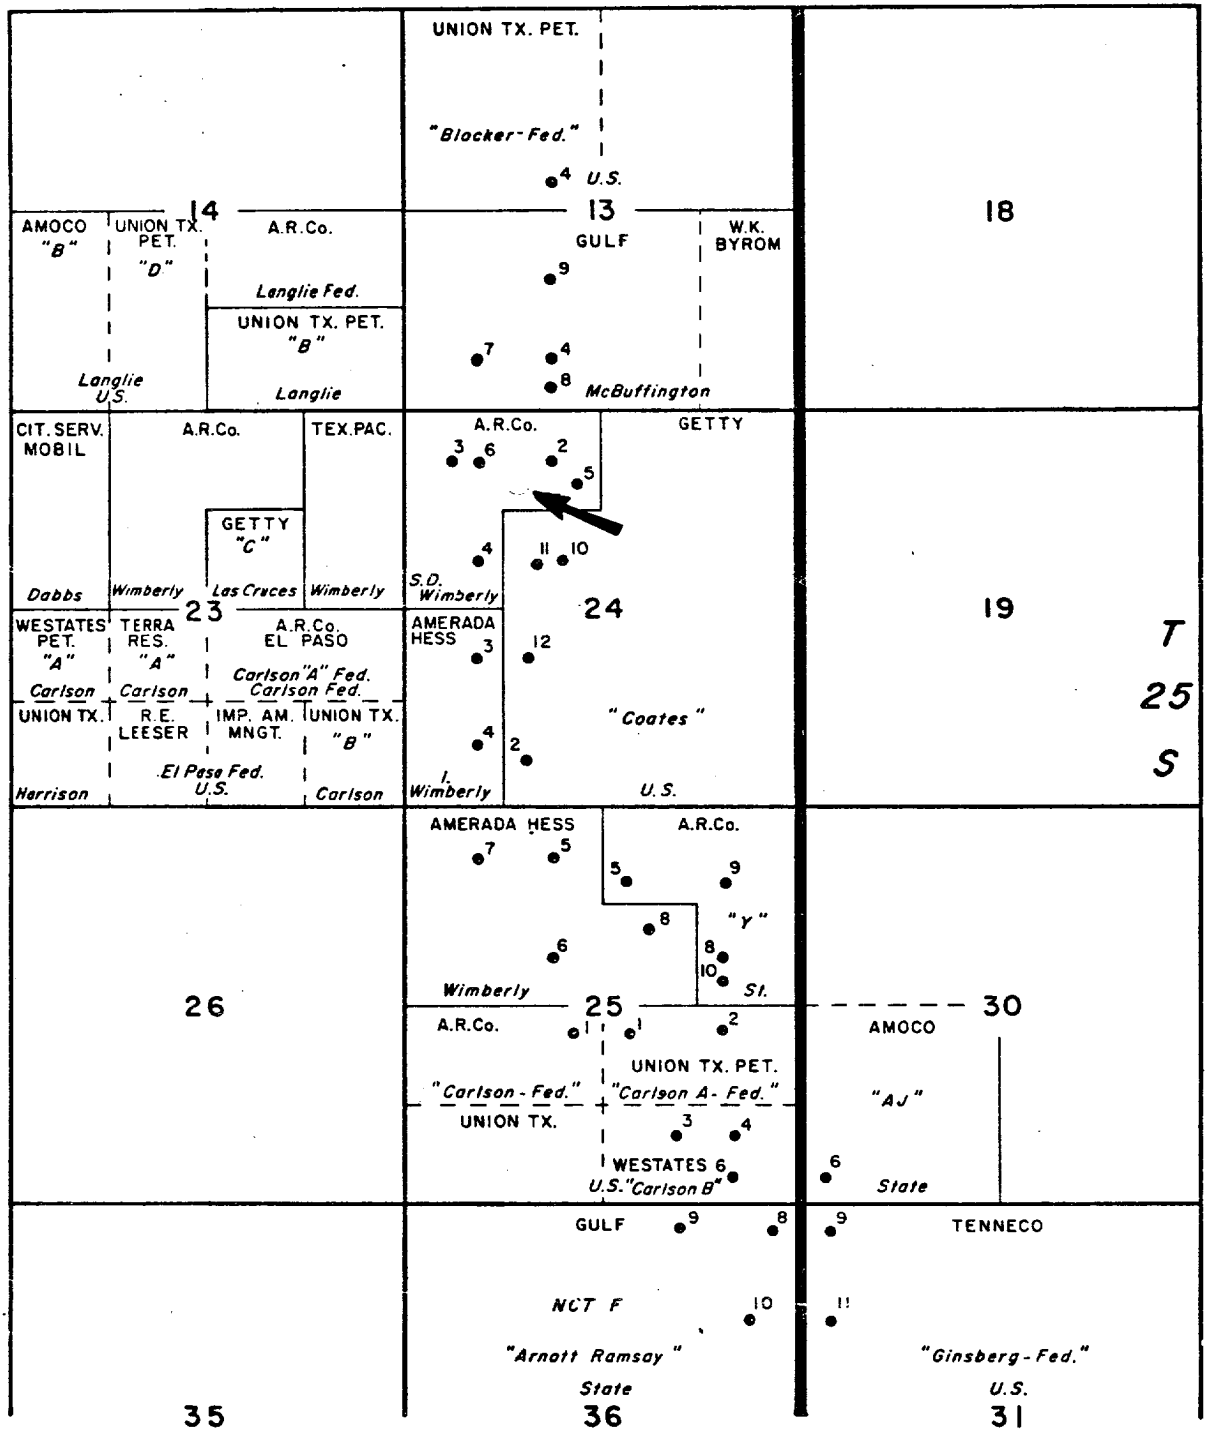 UNION TX. PET.
"Blocker-Fed."
4 U.S.
14
13
18
AMOCO
"B"
UNION TX.
PET.
"D"
A.R.Co.
GULF
W.K.
BYROM
9
Langlie Fed.
UNION TX. PET.
"B"
7
4
8
Langlie
U.S.
Langlie
McBuffington
CIT. SERV.
MOBIL
A.R.Co.
TEX.PAC.
A.R.Co.
GETTY
3
6
2
5
GETTY
"C"
4
11
10
Dabbs
Wimberly
Las Cruces
Wimberly
S.D.
Wimberly
23
24
19
WESTATES
PET.
"A"
TERRA
RES.
"A"
A.R.Co.
EL PASO
AMERADA
HESS
3
12
T
25
S
Carlson
Carlson
Carlson "A" Fed.
Carlson Fed.
UNION TX.
R.E.
LEESER
IMP. AM.
MNGT.
UNION TX.
"B"
4
2
"Coates"
Harrison
El Paso Fed.
U.S.
Carlson
I.
Wimberly
U.S.
AMERADA HESS
A.R.Co.
7
5
5
9
8
"Y"
6
8
10
Wimberly
St.
26
25
30
A.R.Co.
1
1
2
AMOCO
UNION TX. PET.
"Carlson-Fed."
"Carlson A-Fed."
"AJ"
UNION TX.
3
4
WESTATES 6
6
U.S. "Carlson B"
State
GULF
9
8
9
TENNECO
NCT F
10
11
"Arnott Ramsay"
State
"Ginsberg-Fed."
U.S.
35
36
31